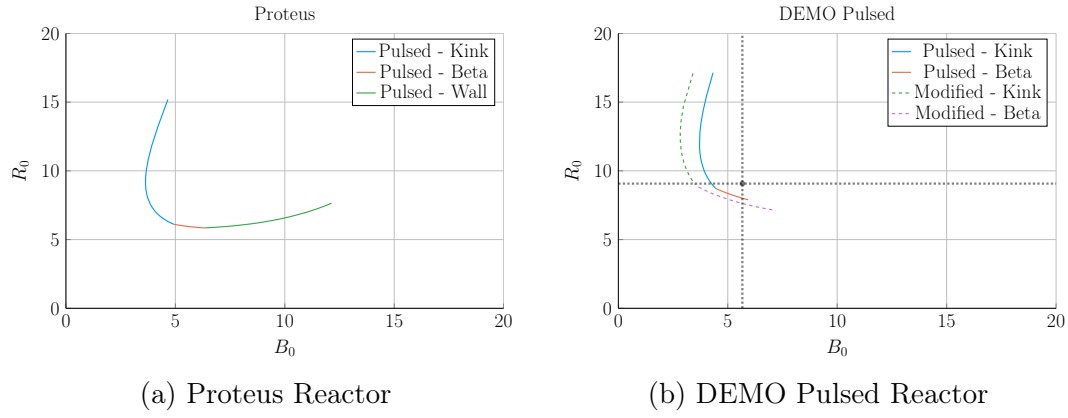 Proteus
20
15
10
5
0
R0
0 5 10 15 20
B0
Pulsed - Kink
Pulsed - Beta
Pulsed - Wall
(a) Proteus Reactor
DEMO Pulsed
20
15
10
5
0
R0
0 5 10 15 20
B0
Pulsed - Kink
Pulsed - Beta
Modified - Kink
Modified - Beta
(b) DEMO Pulsed Reactor